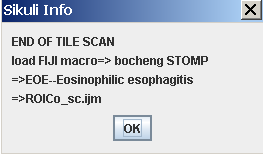 Sikuli Info
END OF TILE SCAN
load FIJI macro=> bocheng STOMP
=>EOE--Eosinophilic esophagitis
=>ROICo_sc.ijm
OK